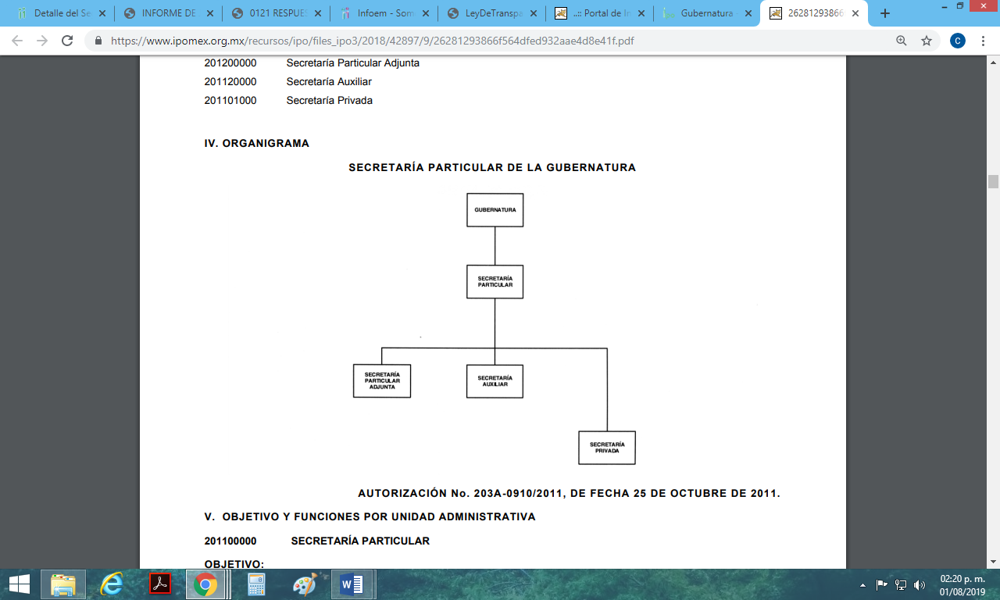 Detalle del Se
INFORME DE
0121 RESPUES
Infoem - Som
LeyDeTranspa
..:: Portal de In
Gubernatura
26281293866
https://www.ipomex.org.mx/recursos/ipo/files_ipo3/2018/42897/9/26281293866f564dfed932aae4d8e41f.pdf
C
201200000 Secretaría Particular Adjunta
201120000 Secretaría Auxiliar
201101000 Secretaría Privada
IV. ORGANIGRAMA
SECRETARÍA PARTICULAR DE LA GUBERNATURA
GUBERNATURA
SECRETARÍA
PARTICULAR
SECRETARÍA
PARTICULAR
ADJUNTA
SECRETARÍA
AUXILIAR
SECRETARÍA
PRIVADA
AUTORIZACIÓN No. 203A-0910/2011, DE FECHA 25 DE OCTUBRE DE 2011.
V. OBJETIVO Y FUNCIONES POR UNIDAD ADMINISTRATIVA
201100000 SECRETARÍA PARTICULAR
OBJETIVO:
02:20 p. m.
01/08/2019